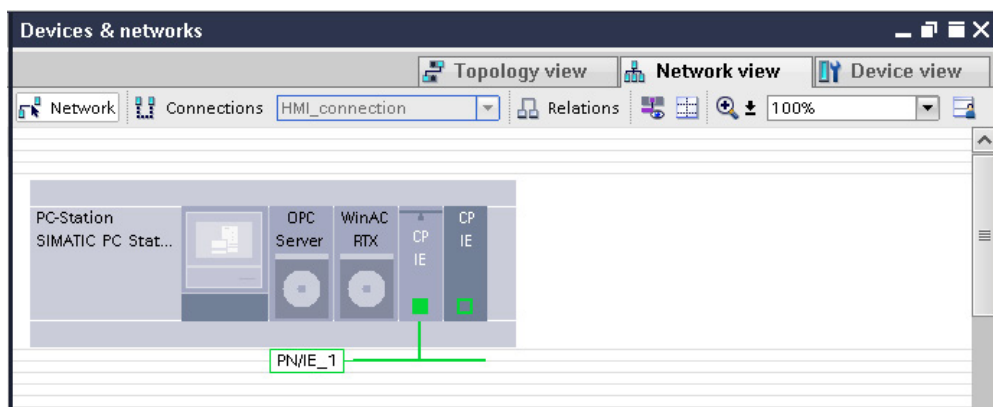 Devices & networks
Topology view Network view Device view
Network Connections HMI_connection Relations 100%
PC-Station
SIMATIC PC Stat...
OPC
Server
WinAC
RTX
CP
IE
CP
IE
PN/IE_1